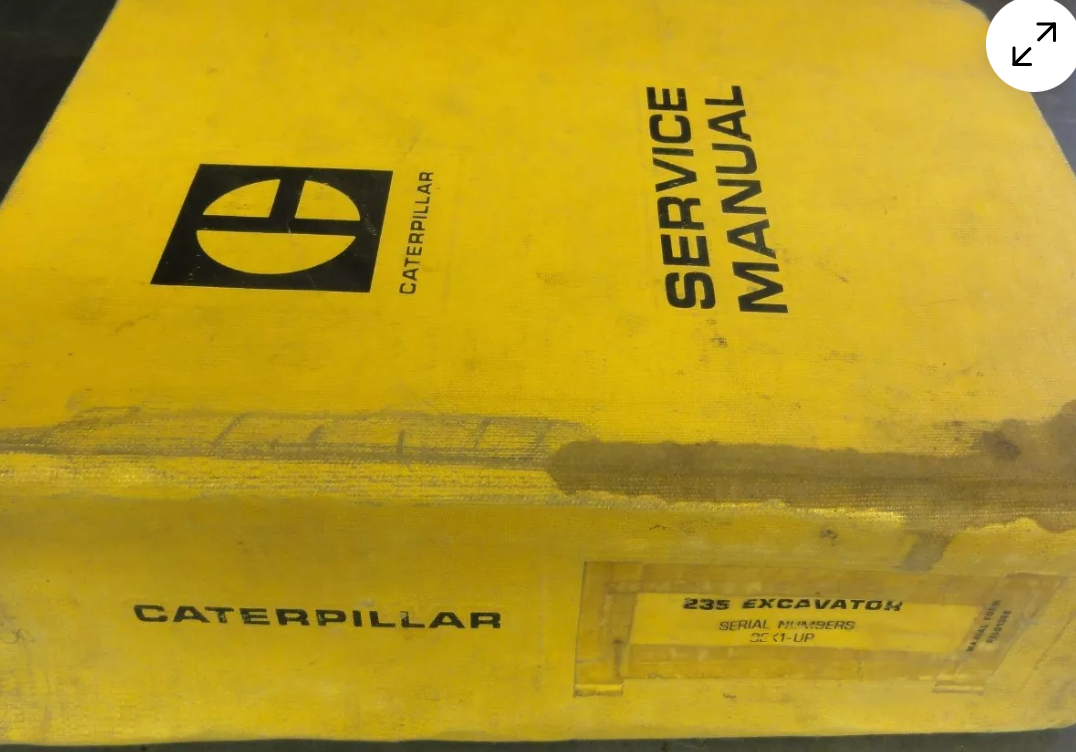 CATERPILLAR
SERVICE
MANUAL
CATERPILLAR
235 EXCAVATOR
SERIAL NUMBERS